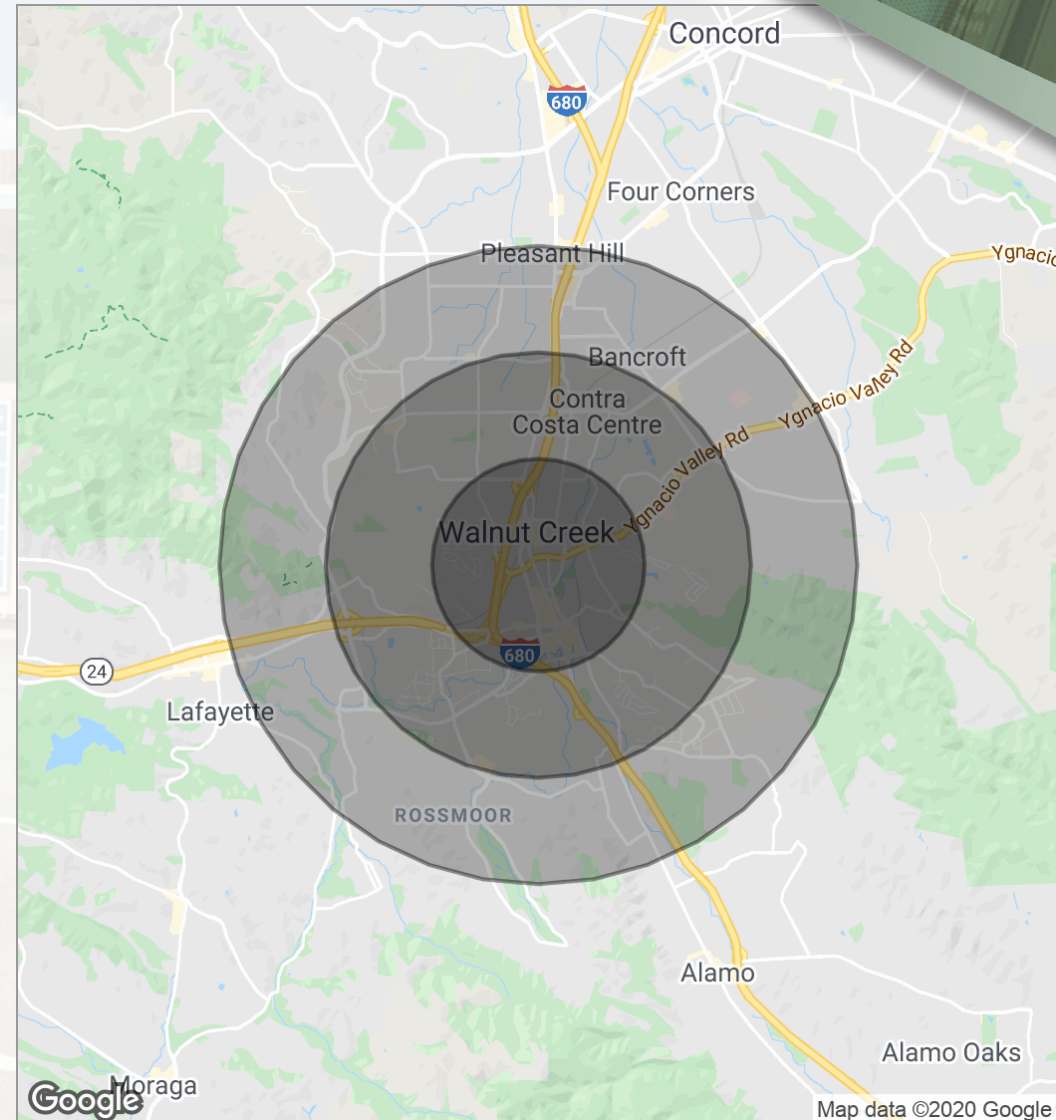 Concord
680
Four Corners
Pleasant Hill
Ygnacio
Bancroft
Ygnacio Valley Rd
Contra
Costa Centre
Ygnacio Valley Rd
Walnut Creek
680
24
Lafayette
ROSSMOOR
Alamo
Alamo Oaks
Moraga
Google
Map data ©2020 Google